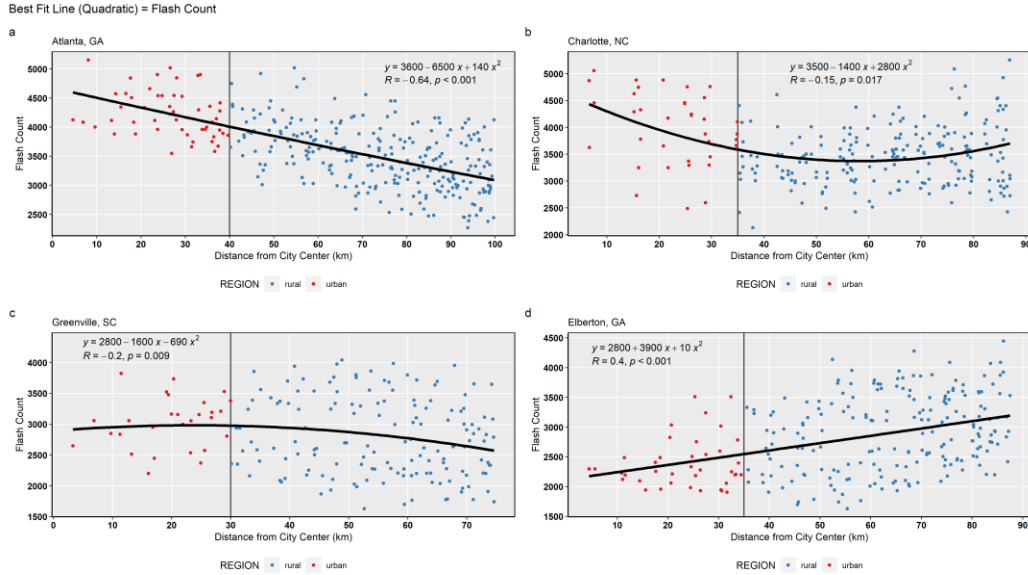 Best Fit Line (Quadratic) = Flash Count
a
Atlanta, GA
y = 3600 − 6500 x + 140 x²
R = −0.64, p < 0.001
Flash Count
5000
4500
4000
3500
3000
2500
0 10 20 30 40 50 60 70 80 90 100
Distance from City Center (km)
REGION rural urban
b
Charlotte, NC
y = 3500 − 1400 x + 2800 x²
R = −0.15, p = 0.017
Flash Count
5000
4500
4000
3500
3000
2500
2000
10 20 30 40 50 60 70 80 90
Distance from City Center (km)
REGION rural urban
c
Greenville, SC
y = 2800 − 1600 x − 690 x²
R = −0.2, p = 0.009
Flash Count
4000
3500
3000
2500
2000
1500
0 10 20 30 40 50 60 70
Distance from City Center (km)
REGION rural urban
d
Elberton, GA
y = 2800 + 3900 x + 10 x²
R = 0.4, p < 0.001
Flash Count
4500
4000
3500
3000
2500
2000
1500
10 20 30 40 50 60 70 80 90
Distance from City Center (km)
REGION rural urban